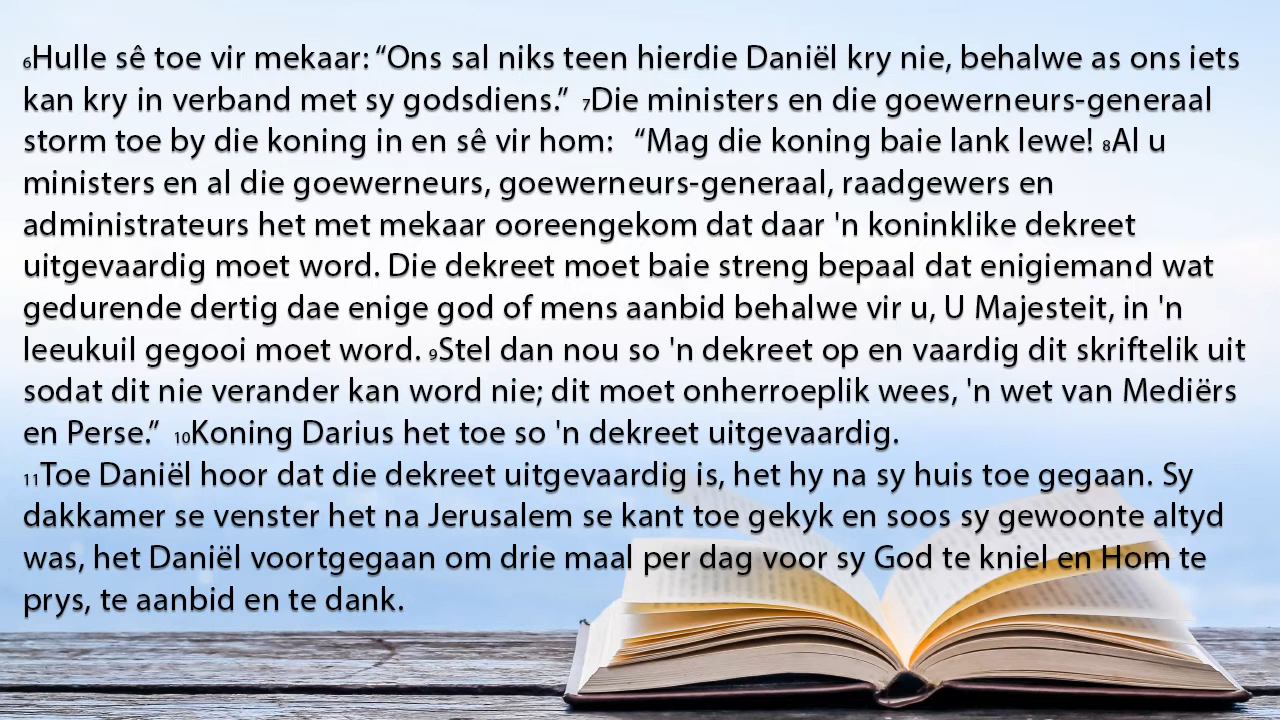 6Hulle sê toe vir mekaar: “Ons sal niks teen hierdie Daniël kry nie, behalwe as ons iets
kan kry in verband met sy godsdiens.” 7Die ministers en die goewerneurs-generaal
storm toe by die koning in en sê vir hom: “Mag die koning baie lank lewe! 8Al u
ministers en al die goewerneurs, goewerneurs-generaal, raadgewers en
administrateurs het met mekaar ooreengekom dat daar 'n koninklike dekreet
uitgevaardig moet word. Die dekreet moet baie streng bepaal dat enigiemand wat
gedurende dertig dae enige god of mens aanbid behalwe vir u, U Majesteit, in 'n
leeukuil gegooi moet word. 9Stel dan nou so 'n dekreet op en vaardig dit skriftelik uit
sodat dit nie verander kan word nie; dit moet onherroeplik wees, 'n wet van Mediërs
en Perse.” 10Koning Darius het toe so 'n dekreet uitgevaardig.
11Toe Daniël hoor dat die dekreet uitgevaardig is, het hy na sy huis toe gegaan. Sy
dakkamer se venster het na Jerusalem se kant toe gekyk en soos sy gewoonte altyd
was, het Daniël voortgegaan om drie maal per dag voor sy God te kniel en Hom te
prys, te aanbid en te dank.